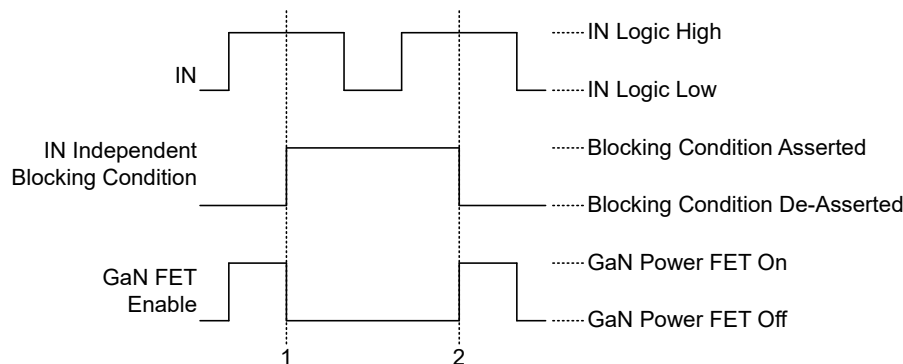 IN Logic High
IN
IN Logic Low
IN Independent
Blocking Condition
Blocking Condition Asserted
Blocking Condition De-Asserted
GaN FET
Enable
GaN Power FET On
GaN Power FET Off
1
2